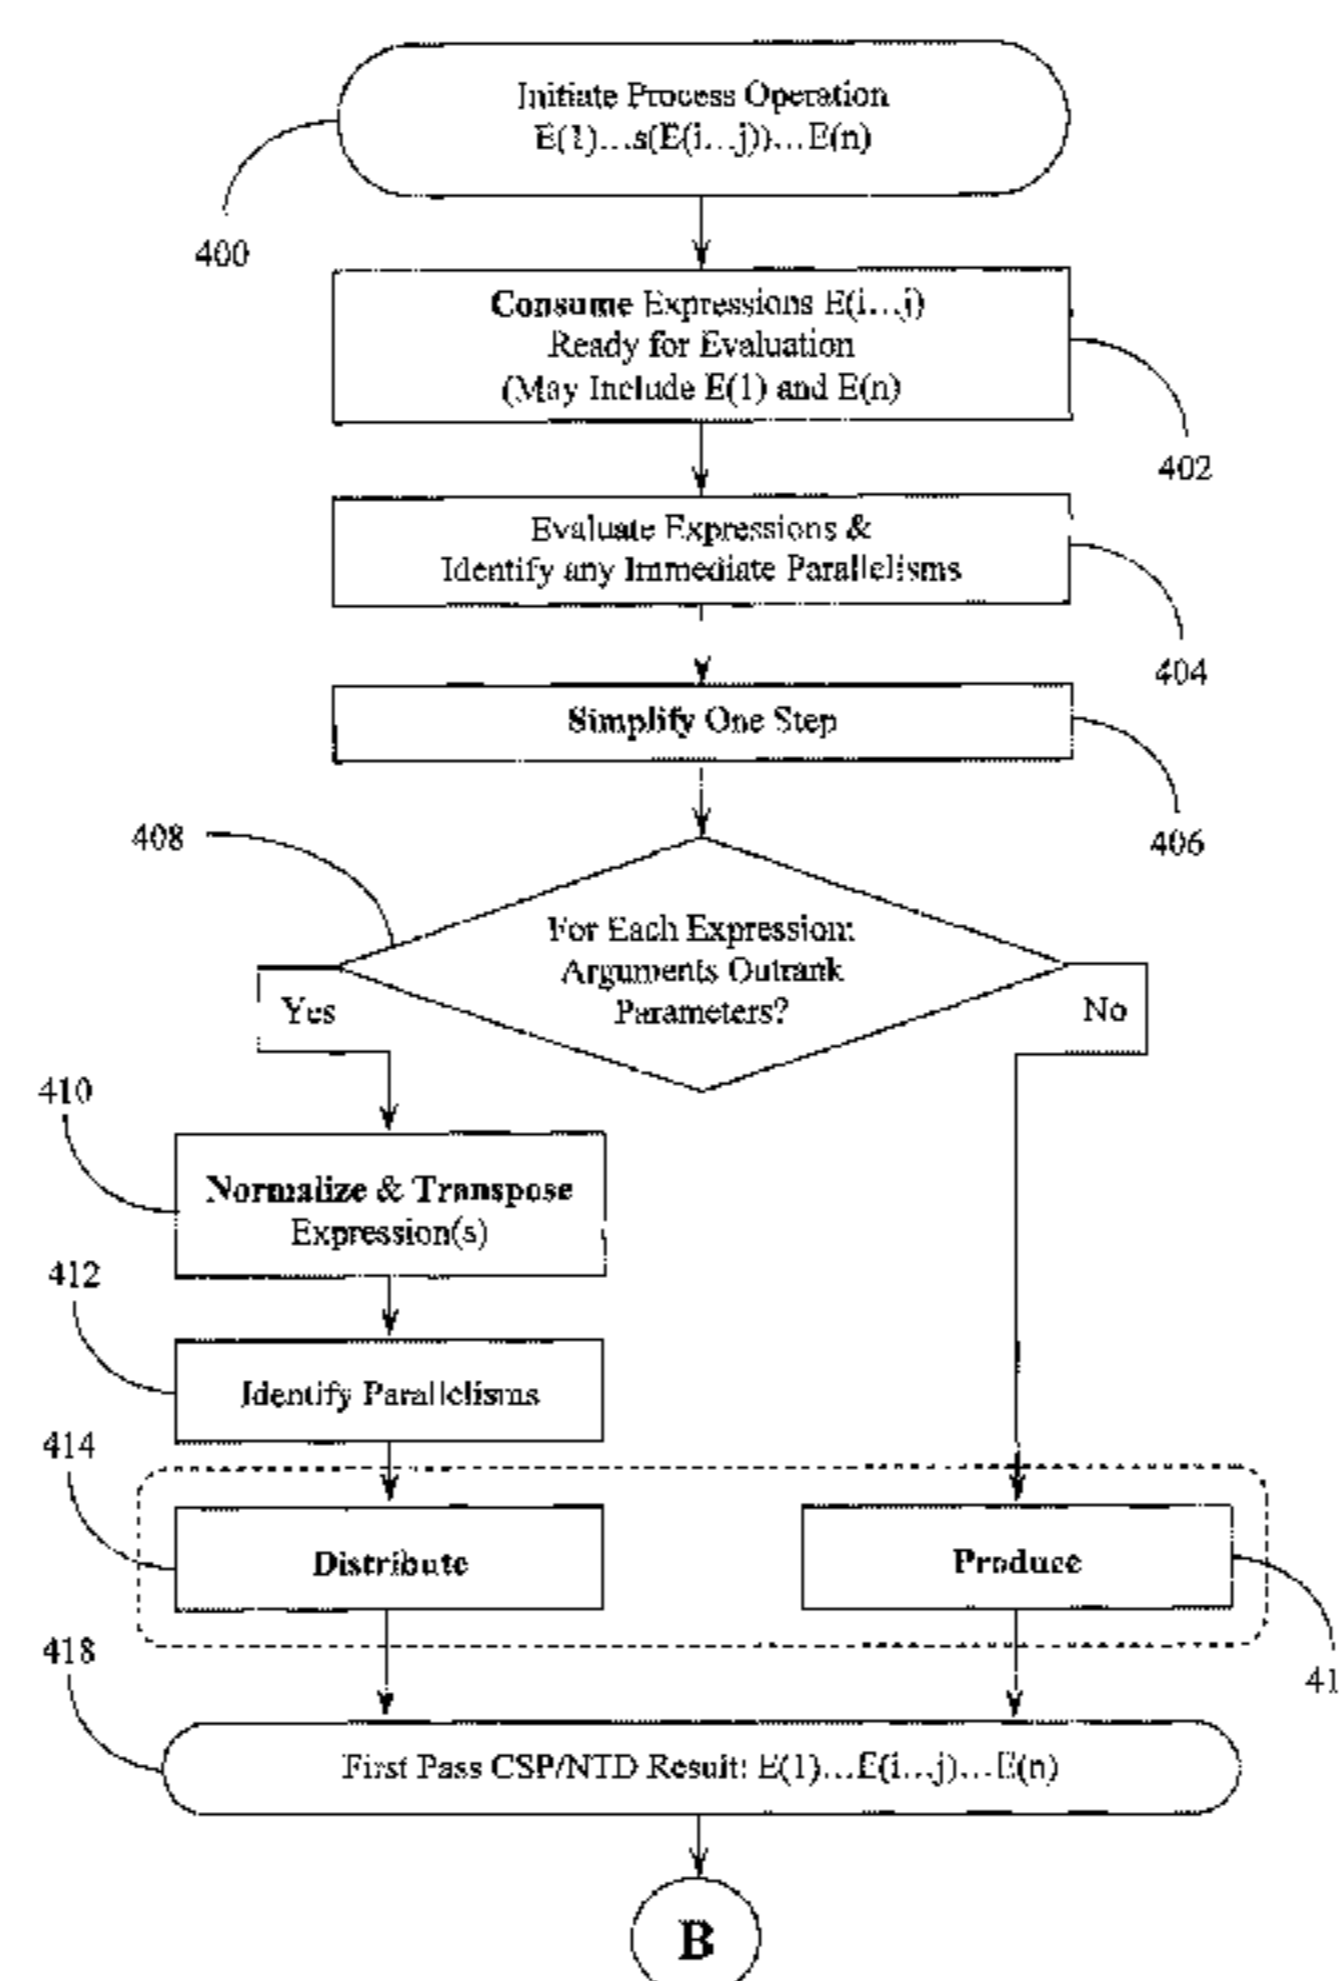 Initiate Process Operation
E(1)...s(E(i...j))...E(n)
400
Consume Expressions E(i...j)
Ready for Evaluation
(May Include E(1) and E(n)
402
Evaluate Expressions &
Identify any Immediate Parallelisms
404
Simplify One Step
406
408
For Each Expression:
Arguments Outrank
Parameters?
Yes
No
410
Normalize & Transpose
Expression(s)
412
Identify Parallelisms
414
Distribute
Produce
41
418
First Pass CSP/NTD Result: E(1)...E(i...j)...E(n)
B